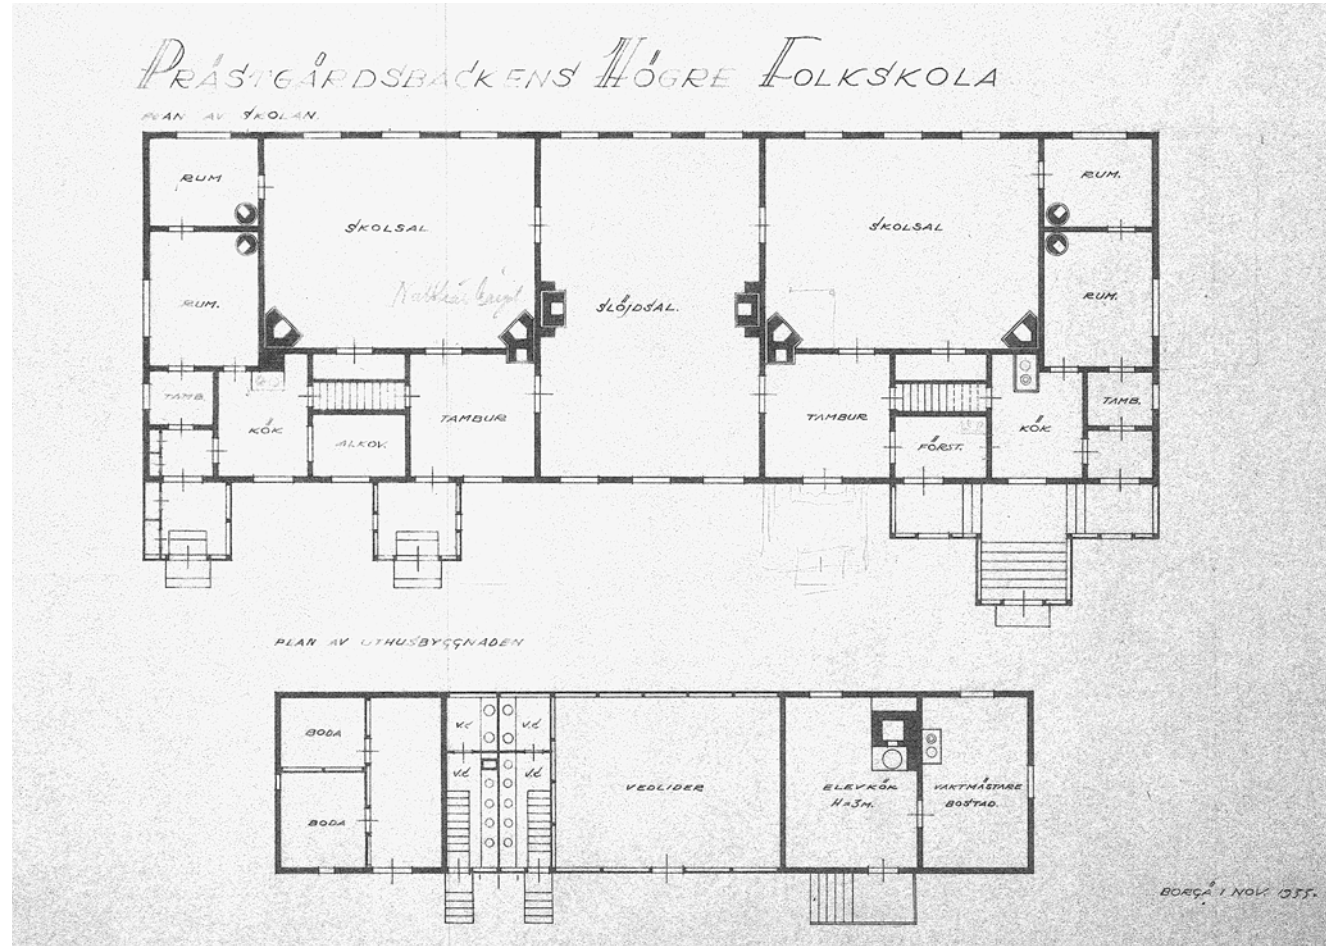 PRÄSTGÅRDSBACKENS HÖGRE FOLKSKOLA
PLAN AV SKOLAN.
RUM
SKOLSAL
SLÖJDSAL.
SKOLSAL
RUM.
RUM.
RUM.
TAMB.
KÖK
ALKOV.
TAMBUR
TAMBUR
FÖRST.
KÖK
TAMB.
PLAN AV UTHUSBYGGNADEN
BODA
BODA
V.C
V.C
V.C
V.C
VEDLIDER
ELEVKÖK
H=3M.
VAKTMÄSTARE
BOSTAD.
BORGÅ 1 NOV. 1955.